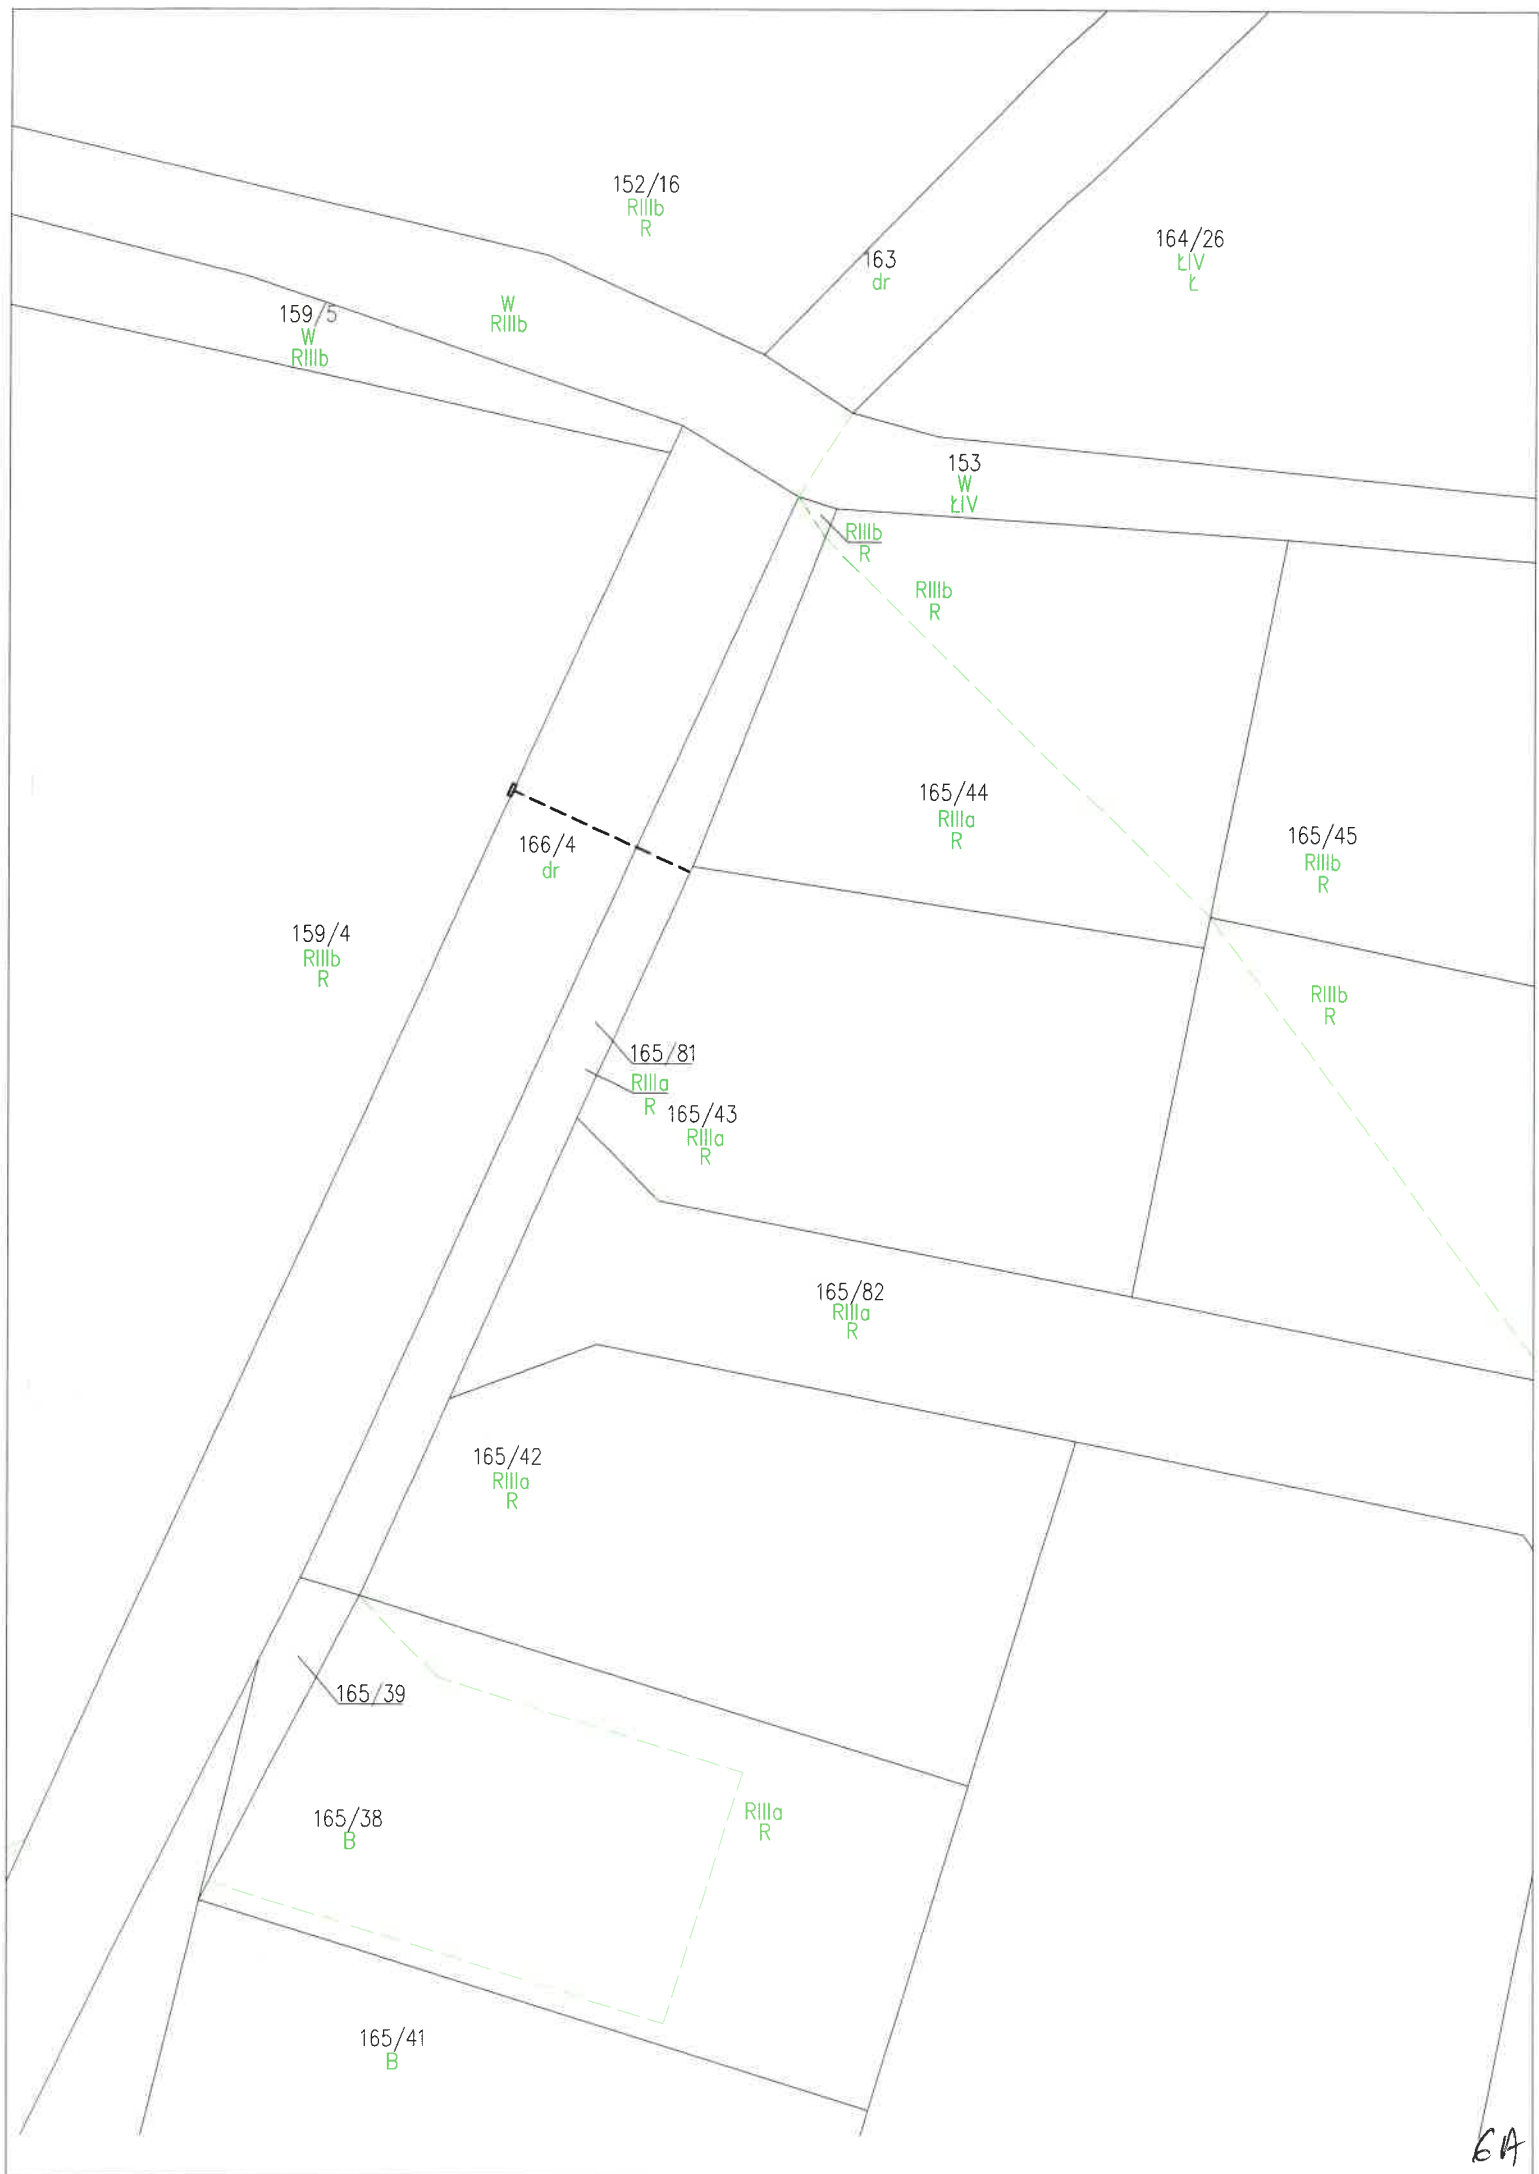 152/16
RIIIb
R
163
dr
164/26
ŁIV
Ł
159/5
W
RIIIb
W
RIIIb
153
W
ŁIV
RIIIb
R
RIIIb
R
165/44
RIIIa
R
165/45
RIIIb
R
166/4
dr
159/4
RIIIb
R
RIIIb
R
165/81
RIIIa
R
165/43
RIIIa
R
165/82
RIIIa
R
165/42
RIIIa
R
165/39
165/38
B
RIIIa
R
165/41
B
6A